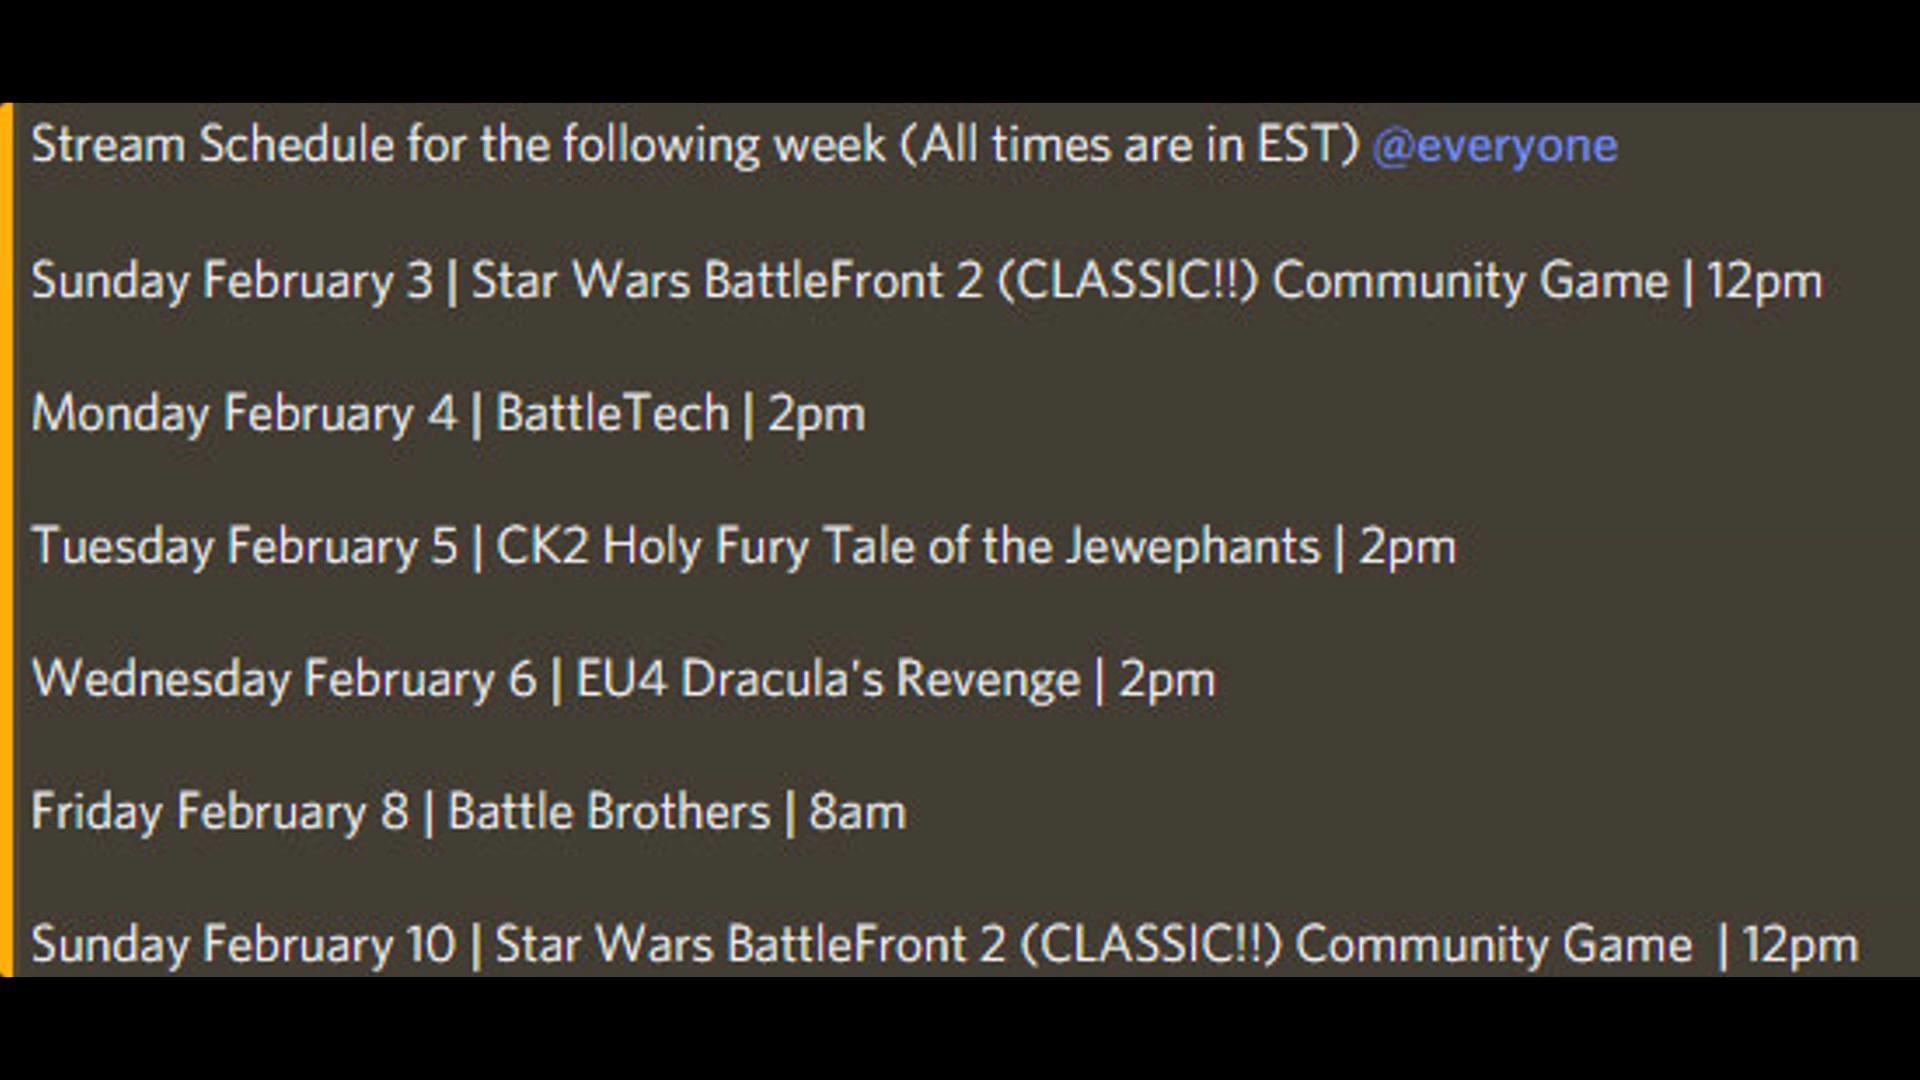 Stream Schedule for the following week (All times are in EST) @everyone
Sunday February 3 | Star Wars BattleFront 2 (CLASSIC!!) Community Game | 12pm
Monday February 4 | BattleTech | 2pm
Tuesday February 5 | CK2 Holy Fury Tale of the Jewephants | 2pm
Wednesday February 6 | EU4 Dracula's Revenge | 2pm
Friday February 8 | Battle Brothers | 8am
Sunday February 10 | Star Wars BattleFront 2 (CLASSIC!!) Community Game | 12pm